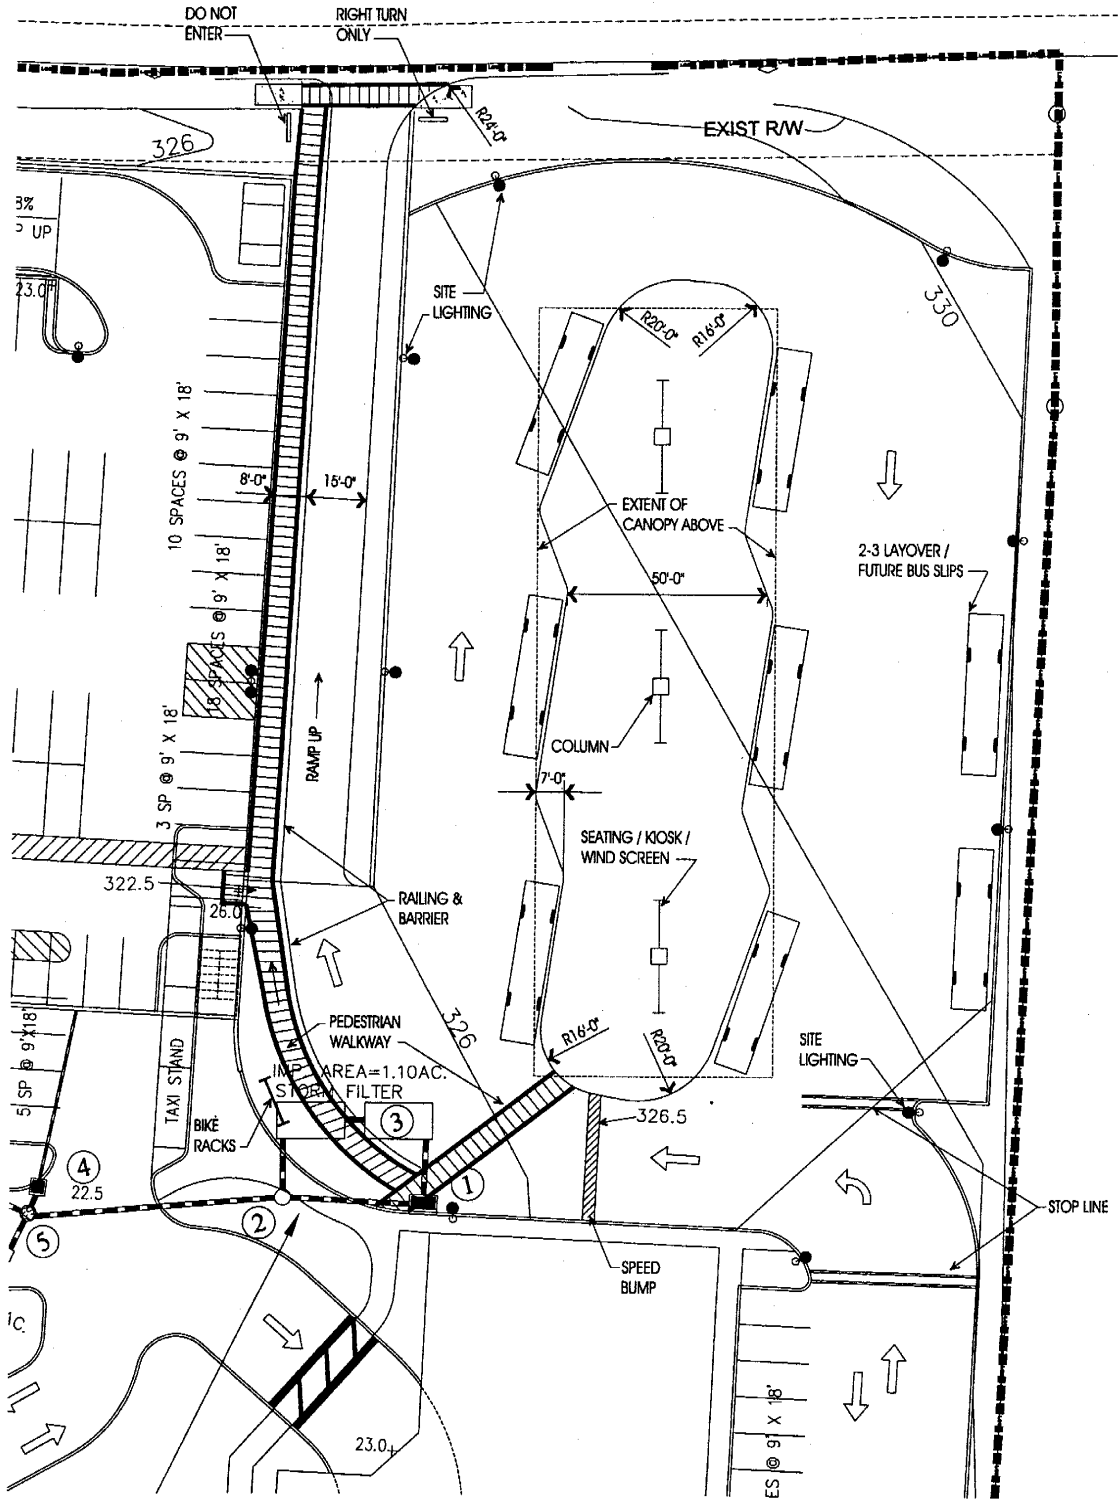 DO NOT
ENTER
RIGHT TURN
ONLY
R24'-0"
EXIST R/W
326
UP
23.0
SITE
LIGHTING
330
R20'-0"
R16'-0"
10 SPACES @ 9' X 18'
8'-0"
15'-0"
EXTENT OF
CANOPY ABOVE
2-3 LAYOVER /
FUTURE BUS SLIPS
50'-0"
18 SPACES @ 9' X 18'
RAMP UP
COLUMN
3 SP @ 9' X 18'
7'-0"
SEATING / KIOSK /
WIND SCREEN
322.5
26.0
RAILING &
BARRIER
PEDESTRIAN
WALKWAY
326
R16'-0"
R20'-0"
SITE
LIGHTING
5 SP @ 9'X18'
TAXI STAND
IMP. AREA=1.10AC.
STORM FILTER
BIKE
RACKS
3
326.5
4
22.5
1
2
5
STOP LINE
SPEED
BUMP
23.0
@ 9' X 18'